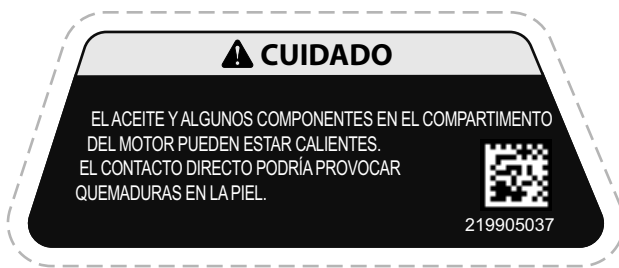 CUIDADO
EL ACEITE Y ALGUNOS COMPONENTES EN EL COMPARTIMENTO
DEL MOTOR PUEDEN ESTAR CALIENTES.
EL CONTACTO DIRECTO PODRÍA PROVOCAR
QUEMADURAS EN LA PIEL.
219905037